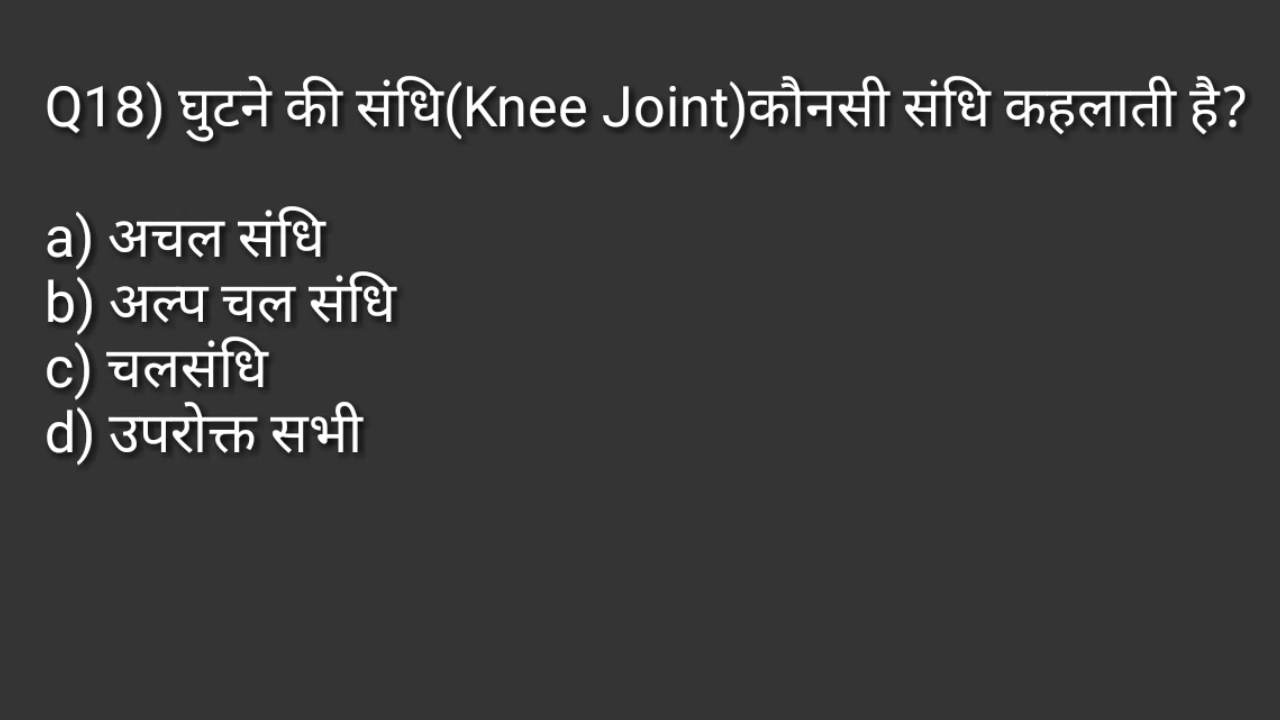 Q18) घुटने की संधि(Knee Joint)कौनसी संधि कहलाती है?
a) अचल संधि
b) अल्प चल संधि
c) चलसंधि
d) उपरोक्त सभी